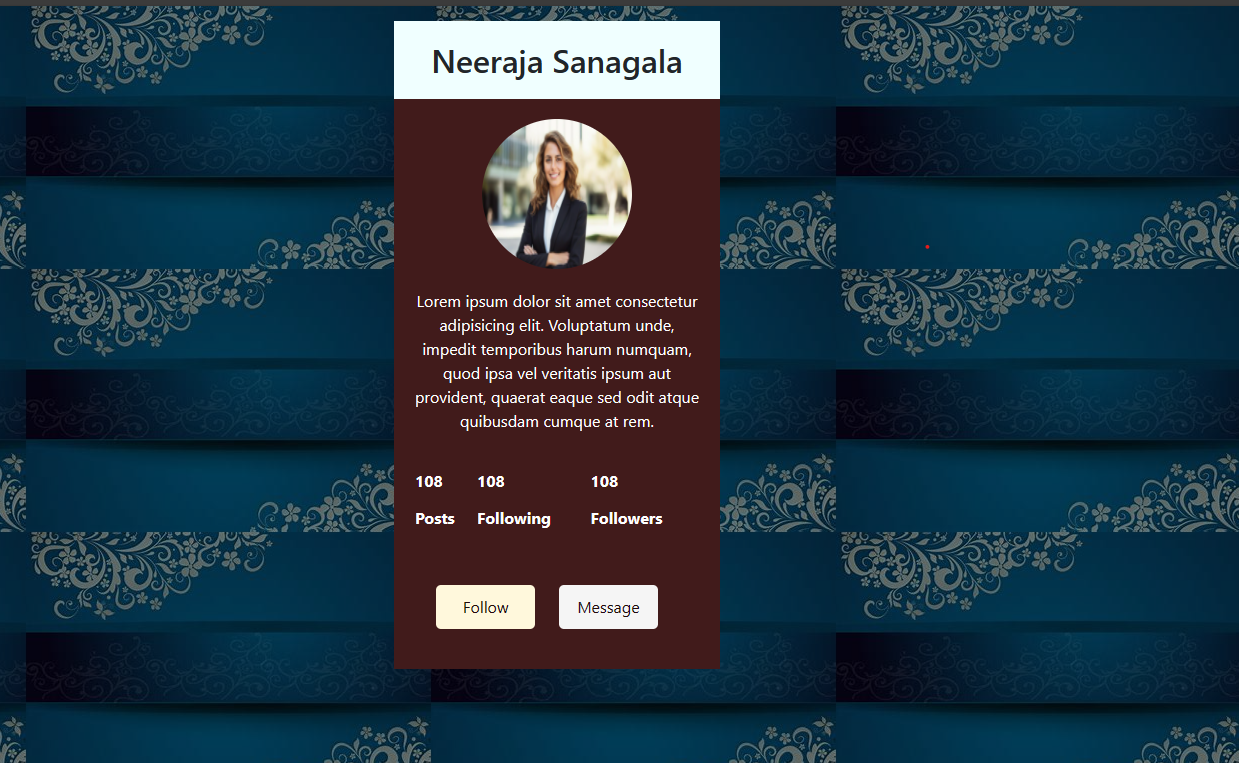 Neeraja Sanagala
Lorem ipsum dolor sit amet consectetur
adipisicing elit. Voluptatum unde,
impedit temporibus harum numquam,
quod ipsa vel veritatis ipsum aut
provident, quaerat eaque sed odit atque
quibusdam cumque at rem.
108 108 108
Posts Following Followers
Follow Message